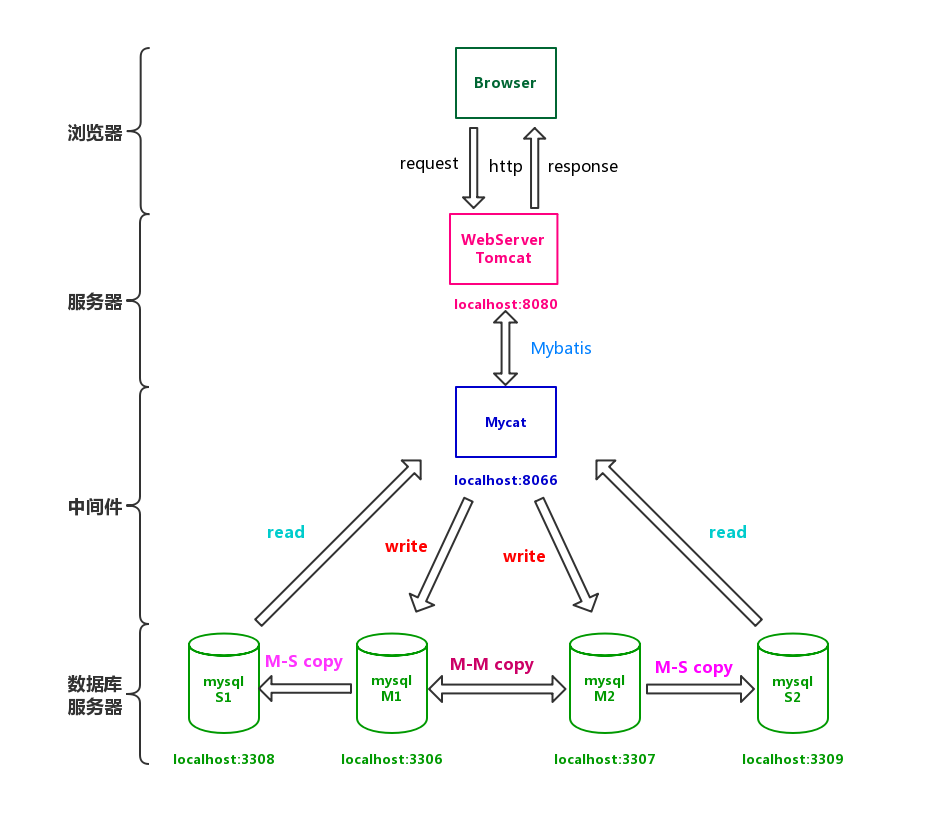 Browser
浏览器
request
http
response
WebServer
Tomcat
服务器
localhost:8080
Mybatis
Mycat
localhost:8066
中间件
read
write
write
read
M-S copy
M-M copy
M-S copy
数据库
服务器
mysql
S1
mysql
M1
mysql
M2
mysql
S2
localhost:3308
localhost:3306
localhost:3307
localhost:3309